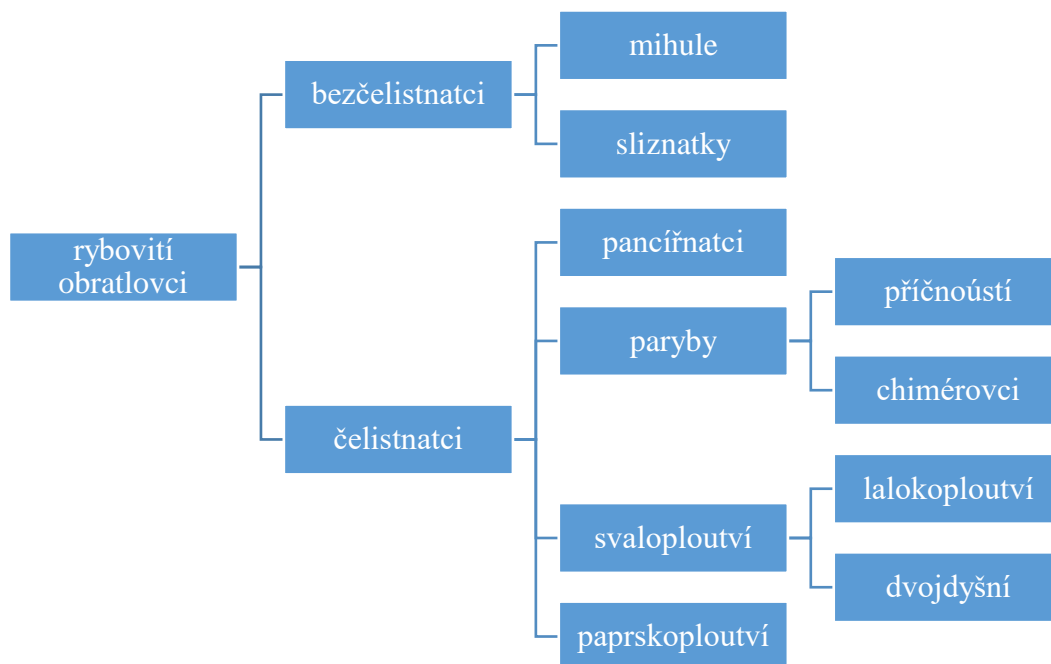 rybovití
obratlovci
bezčelistnatci
mihule
sliznatky
čelistnatci
pancířnatci
paryby
příčnoústí
chimérovci
svaloploutví
lalokoploutví
dvojdyšní
paprskoploutví